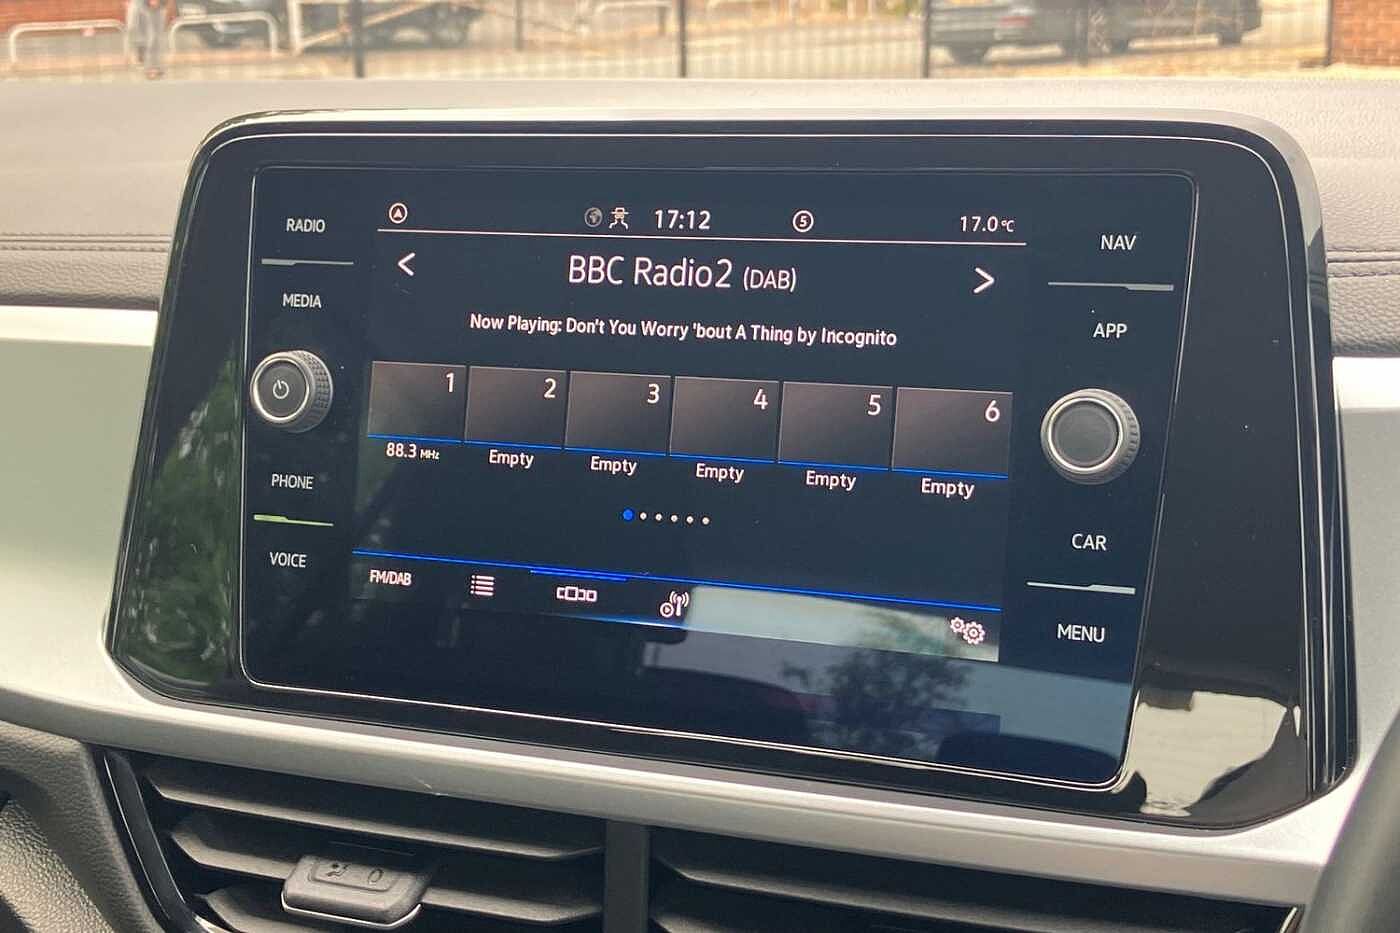 RADIO
MEDIA
PHONE
VOICE
17:12
5
17.0°C
BBC Radio2 (DAB)
Now Playing: Don't You Worry 'bout A Thing by Incognito
1 2 3 4 5 6
88.3 MHz Empty Empty Empty Empty Empty
FM/DAB
NAV
APP
CAR
MENU